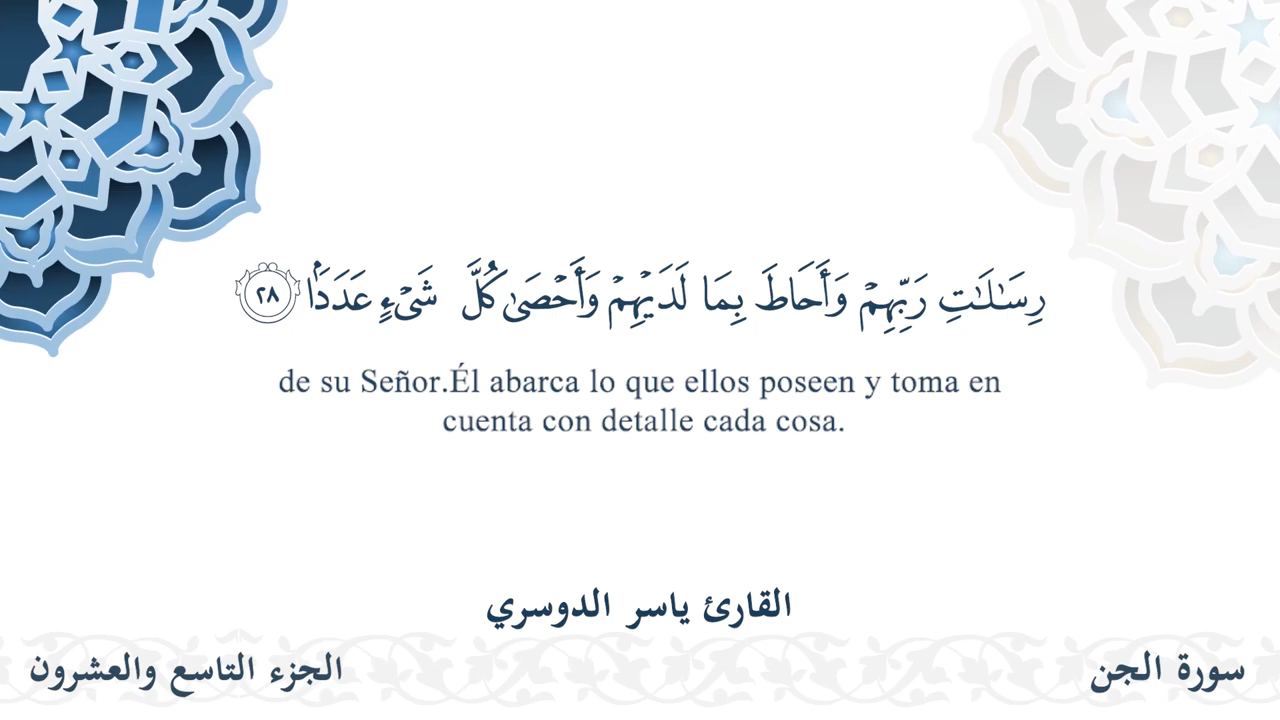 رِسَٰلَٰتِ رَبِّهِمْ وَأَحَاطَ بِمَا لَدَيْهِمْ وَأَحْصَىٰ كُلَّ شَىْءٍ عَدَدَۢا ٢٨
de su Señor.Él abarca lo que ellos poseen y toma en
cuenta con detalle cada cosa.
القارئ ياسر الدوسري
سورة الجن
الجزء التاسع والعشرون